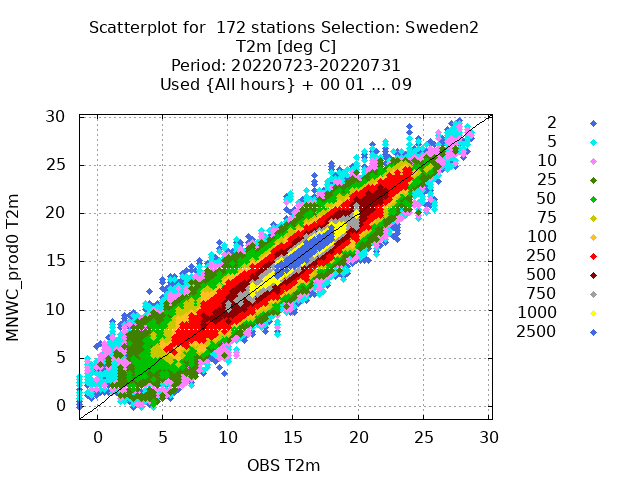 Scatterplot for  172 stations Selection: Sweden2
T2m [deg C]
Period: 20220723-20220731
Used {All hours} + 00 01 ... 09
30
25
20
15
10
5
0
MNWC_prod0 T2m
0 5 10 15 20 25 30
OBS T2m
2
5
10
25
50
75
100
250
500
750
1000
2500